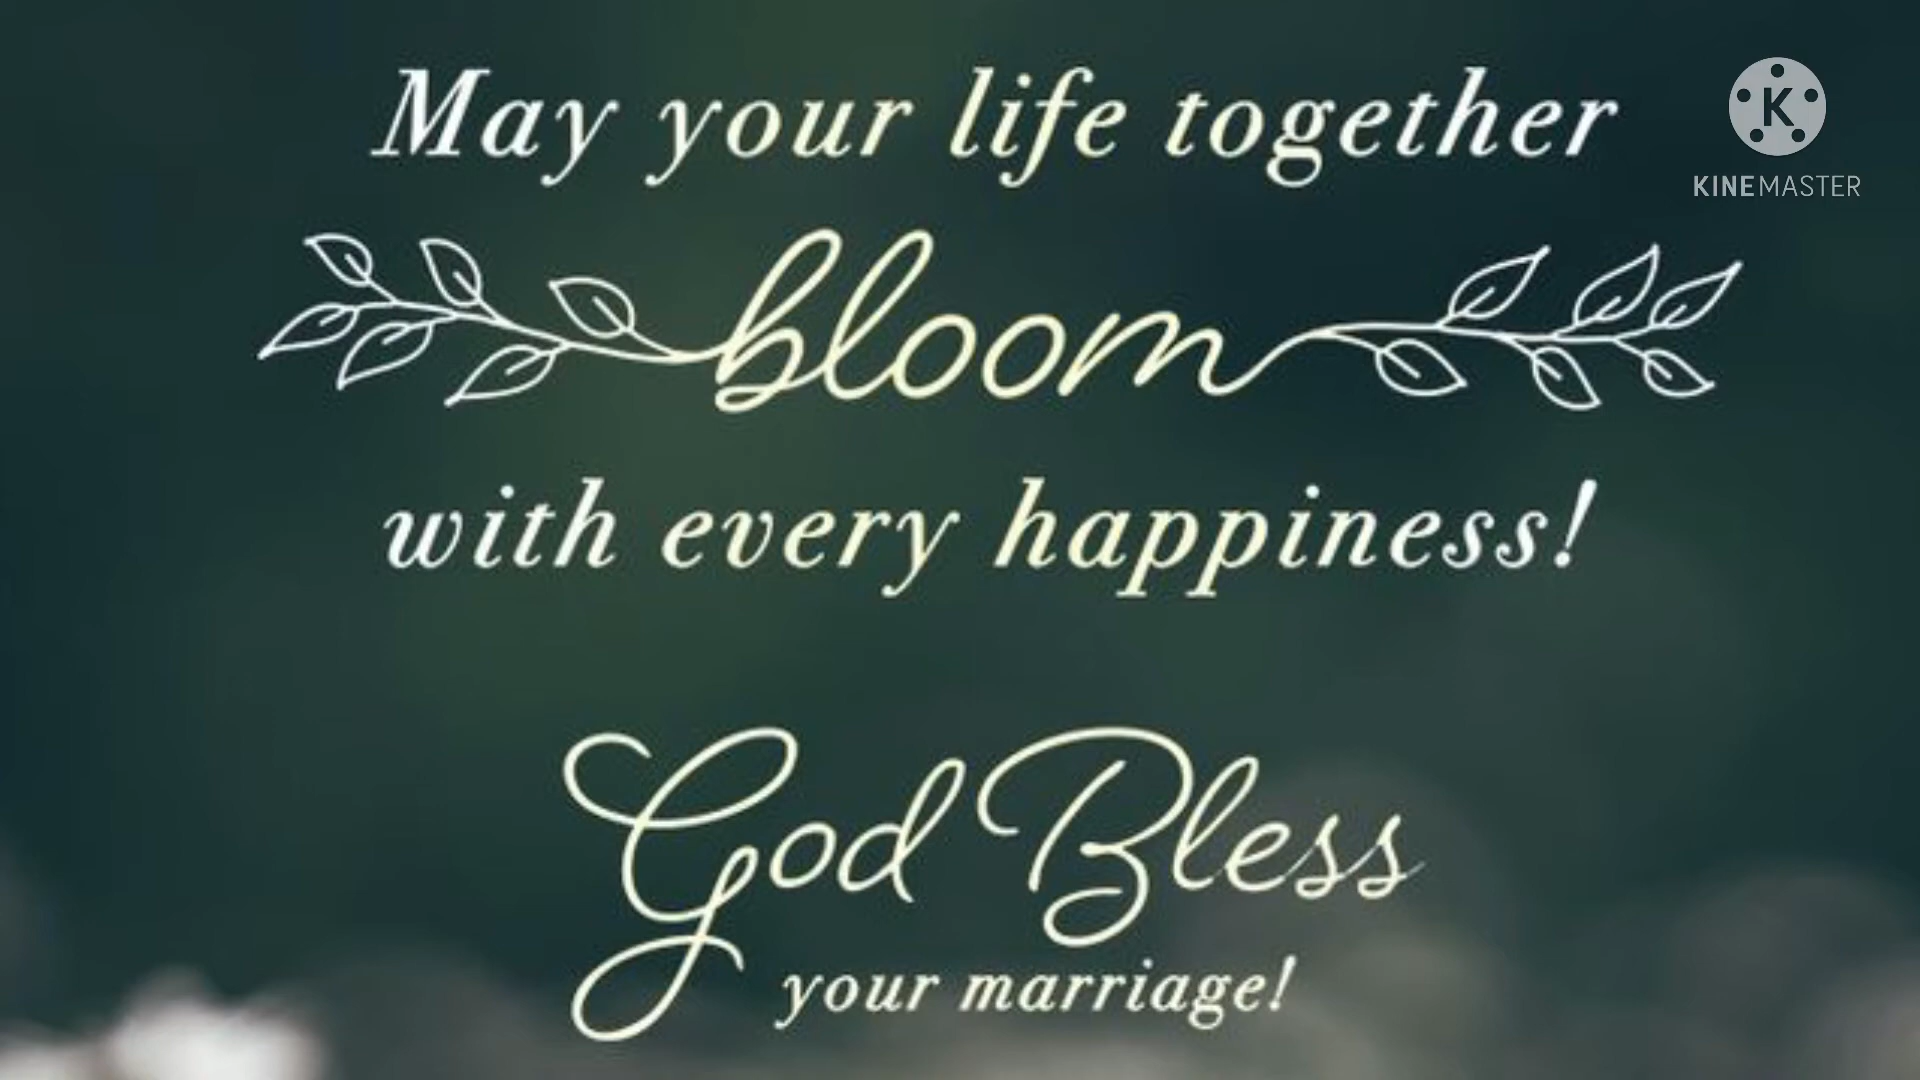 May your life together
bloom
with every happiness!
God Bless
your marriage!
K
KINEMASTER